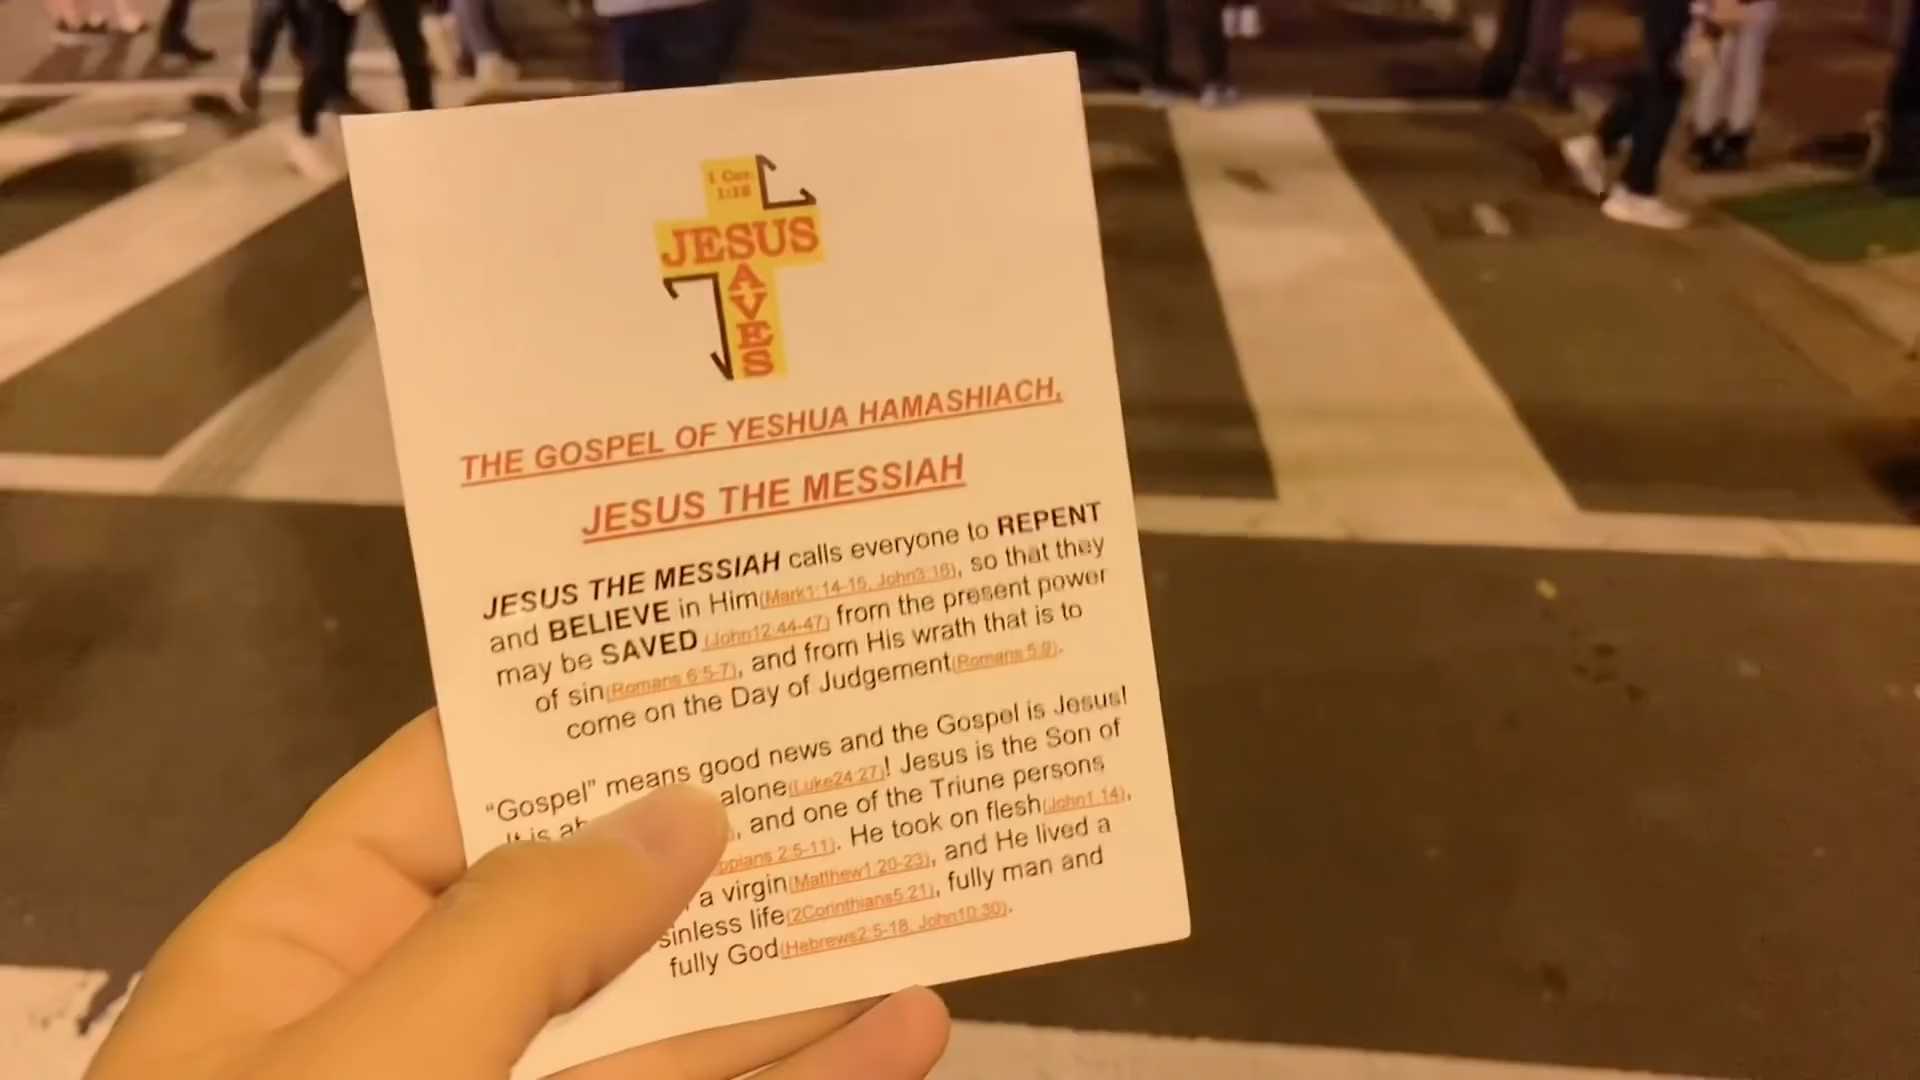 1 Cor.
1:18
JESUS
SAVES
THE GOSPEL OF YESHUA HAMASHIACH,
JESUS THE MESSIAH
JESUS THE MESSIAH calls everyone to REPENT
and BELIEVE in Him(Mark1:14-15, John3:16), so that they
may be SAVED (John12:44-47) from the present power
of sin(Romans 6:5-7), and from His wrath that is to
come on the Day of Judgement(Romans 5:9).
“Gospel” means good news and the Gospel is Jesus!
It is alone(Luke24:27)! Jesus is the Son of
, and one of the Triune persons
2:5-11). He took on flesh(John1:14),
a virgin(Matthew1:20-23), and He lived a
sinless life(2Corinthians5:21), fully man and
fully God(Hebrews2:5-18, John10:30).